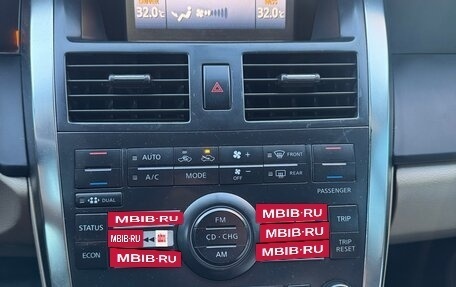 32.0°C
32.0°C
AUTO
FRONT
A/C
MODE
OFF
REAR
DUAL
PASSENGER
MBIB·RU
FM
MBIB·RU
STATUS
TRIP
MBIB·RU
CD·CHG
MBIB·RU
ECON
MBIB·RU
AM
MBIB·RU
TRIP
RESET